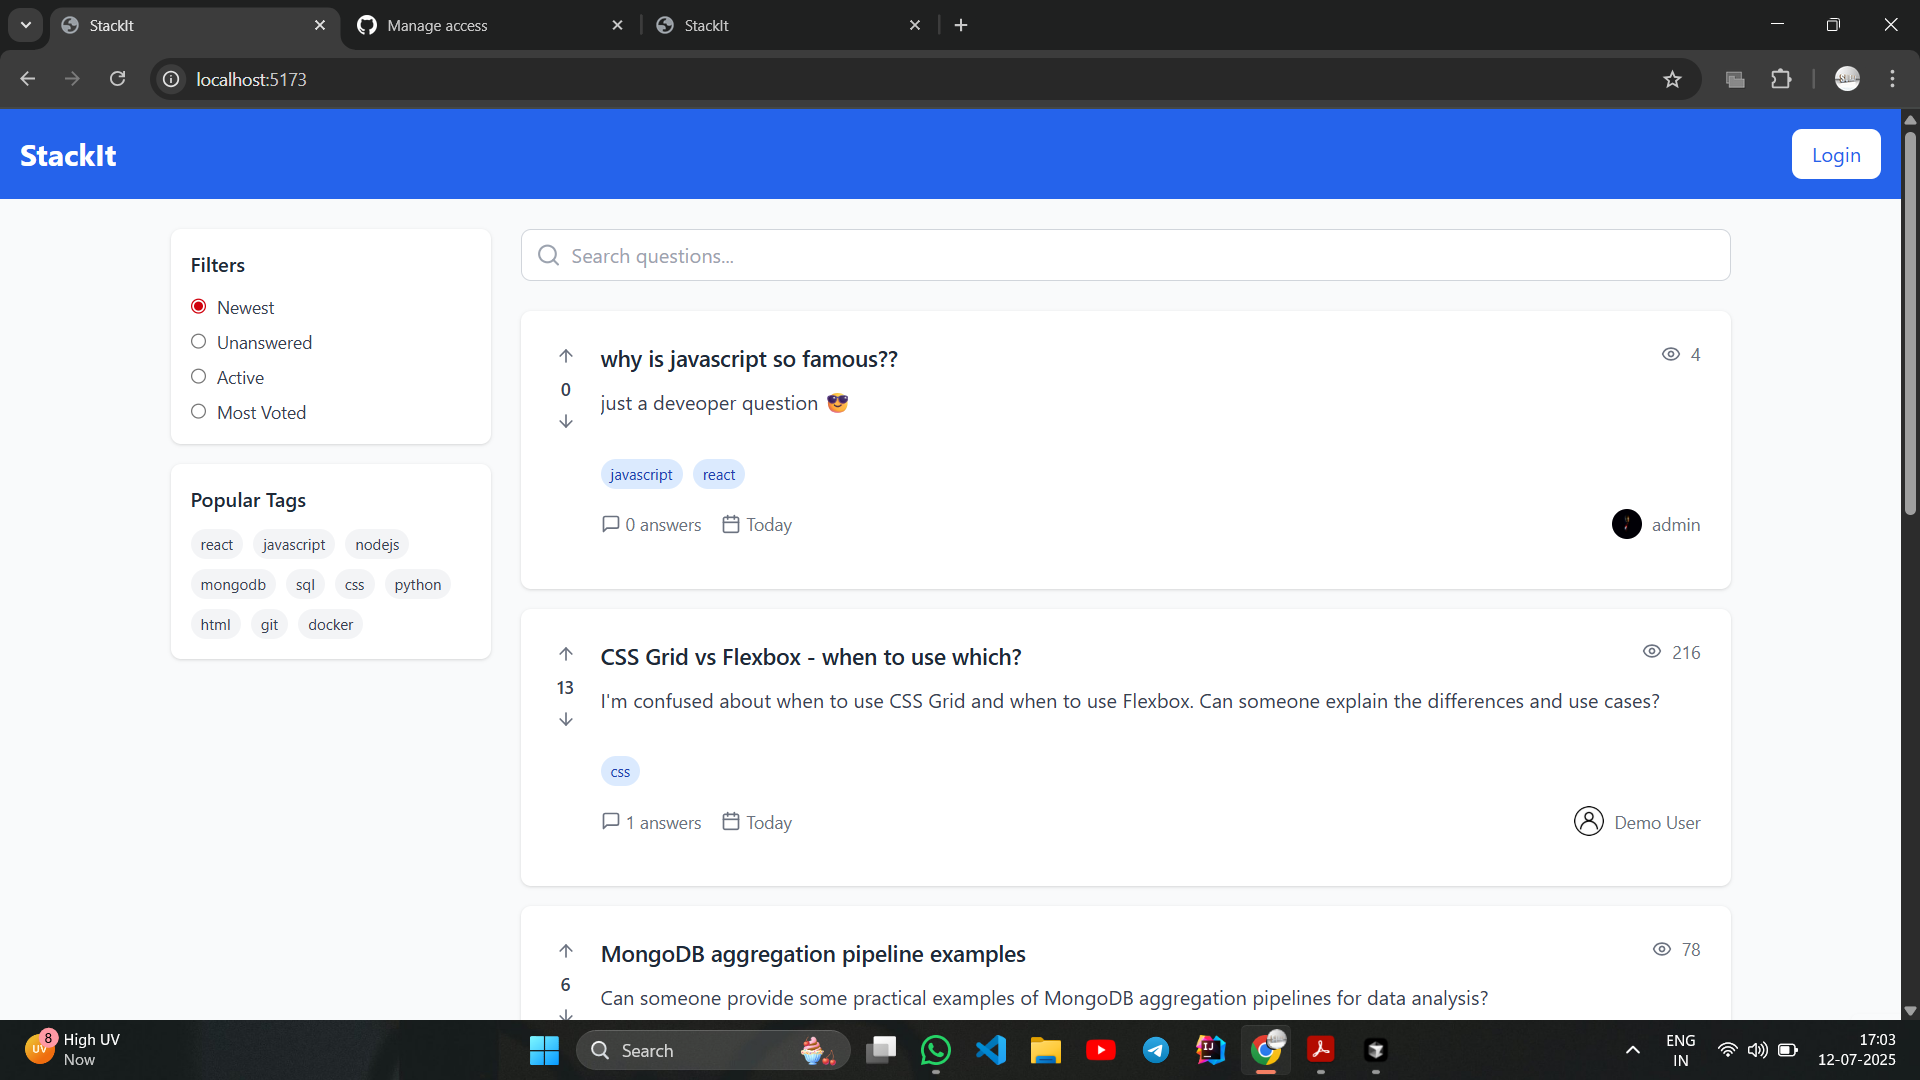 StackIt
Manage access
StackIt
localhost:5173
StackIt
Login
Filters
Newest
Unanswered
Active
Most Voted
Popular Tags
react javascript nodejs
mongodb sql css python
html git docker
Search questions...
why is javascript so famous??
4
0
just a deveoper question 😎
javascript react
0 answers Today
admin
CSS Grid vs Flexbox - when to use which?
216
13
I'm confused about when to use CSS Grid and when to use Flexbox. Can someone explain the differences and use cases?
css
1 answers Today
Demo User
MongoDB aggregation pipeline examples
78
6
Can someone provide some practical examples of MongoDB aggregation pipelines for data analysis?
8
UV
High UV
Now
Search
IJ
ENG
IN
17:03
12-07-2025